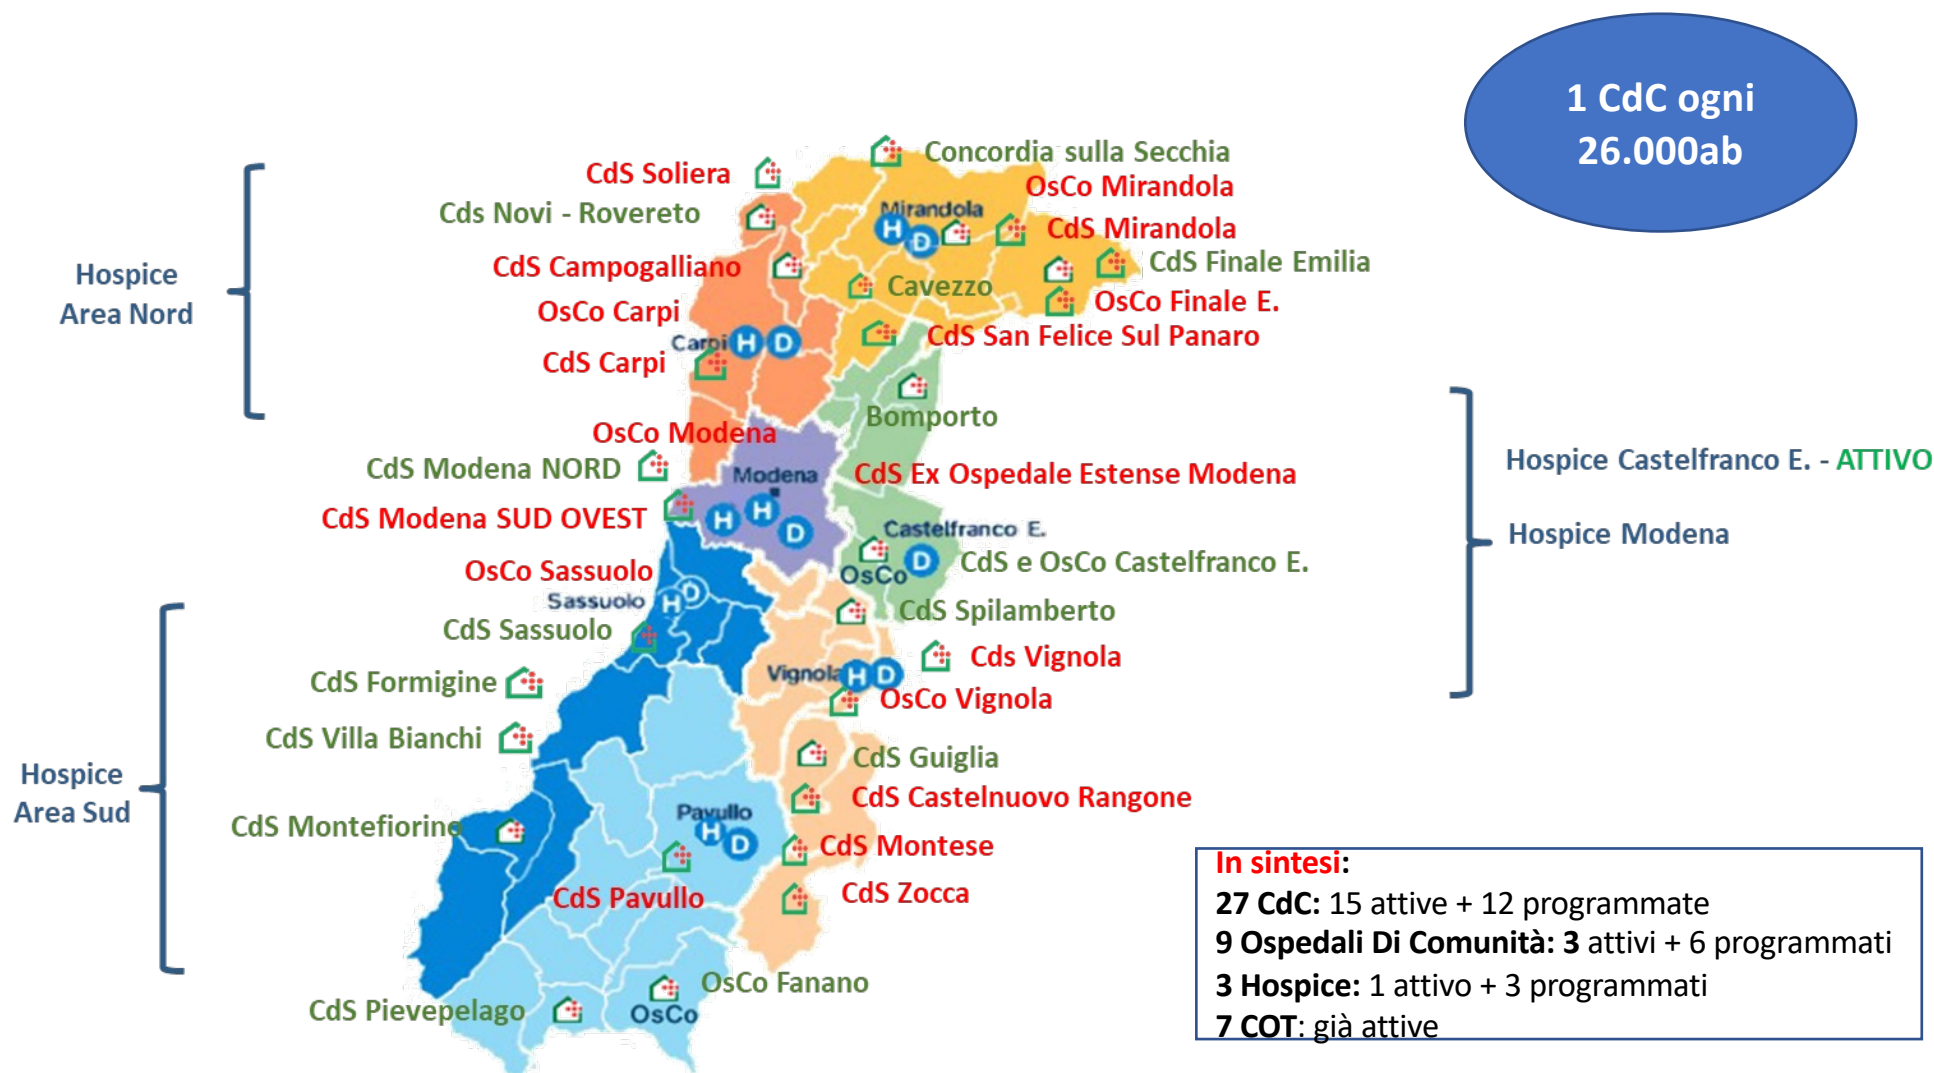 1 CdC ogni
26.000ab
Concordia sulla Secchia
CdS Soliera
OsCo Mirandola
Cds Novi - Rovereto
Mirandola
H
D
CdS Mirandola
CdS Campogalliano
CdS Finale Emilia
Hospice
Area Nord
Cavezzo
OsCo Finale E.
OsCo Carpi
CdS San Felice Sul Panaro
Carpi
H
D
CdS Carpi
Bomporto
OsCo Modena
CdS Modena NORD
Modena
CdS Ex Ospedale Estense Modena
Hospice Castelfranco E. - ATTIVO
CdS Modena SUD OVEST
H
H
D
Castelfranco E.
Hospice Modena
OsCo
D
CdS e OsCo Castelfranco E.
OsCo Sassuolo
Sassuolo
H
D
CdS Spilamberto
CdS Sassuolo
Cds Vignola
Vignola
H
D
CdS Formigine
OsCo Vignola
CdS Villa Bianchi
CdS Guiglia
Hospice
Area Sud
CdS Castelnuovo Rangone
Pavullo
H
D
CdS Montefiorino
CdS Montese
CdS Pavullo
CdS Zocca
OsCo Fanano
CdS Pievepelago
OsCo
In sintesi:
27 CdC: 15 attive + 12 programmate
9 Ospedali Di Comunità: 3 attivi + 6 programmati
3 Hospice: 1 attivo + 3 programmati
7 COT: già attive